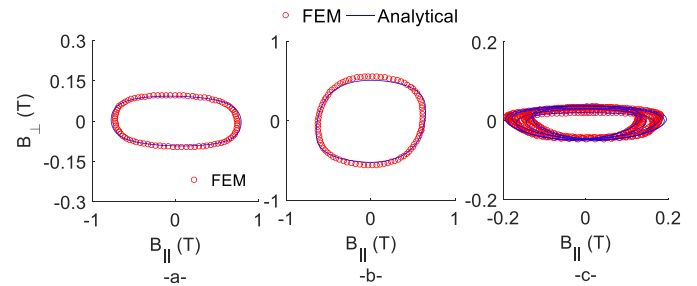 FEM Analytical
0.3
0.15
0
-0.15
-0.3
B⊥ (T)
FEM
-1 0 1
B|| (T)
-a-
1
0
-1
-1 0 1
B|| (T)
-b-
0.2
0
-0.2
-0.2 0 0.2
B|| (T)
-c-